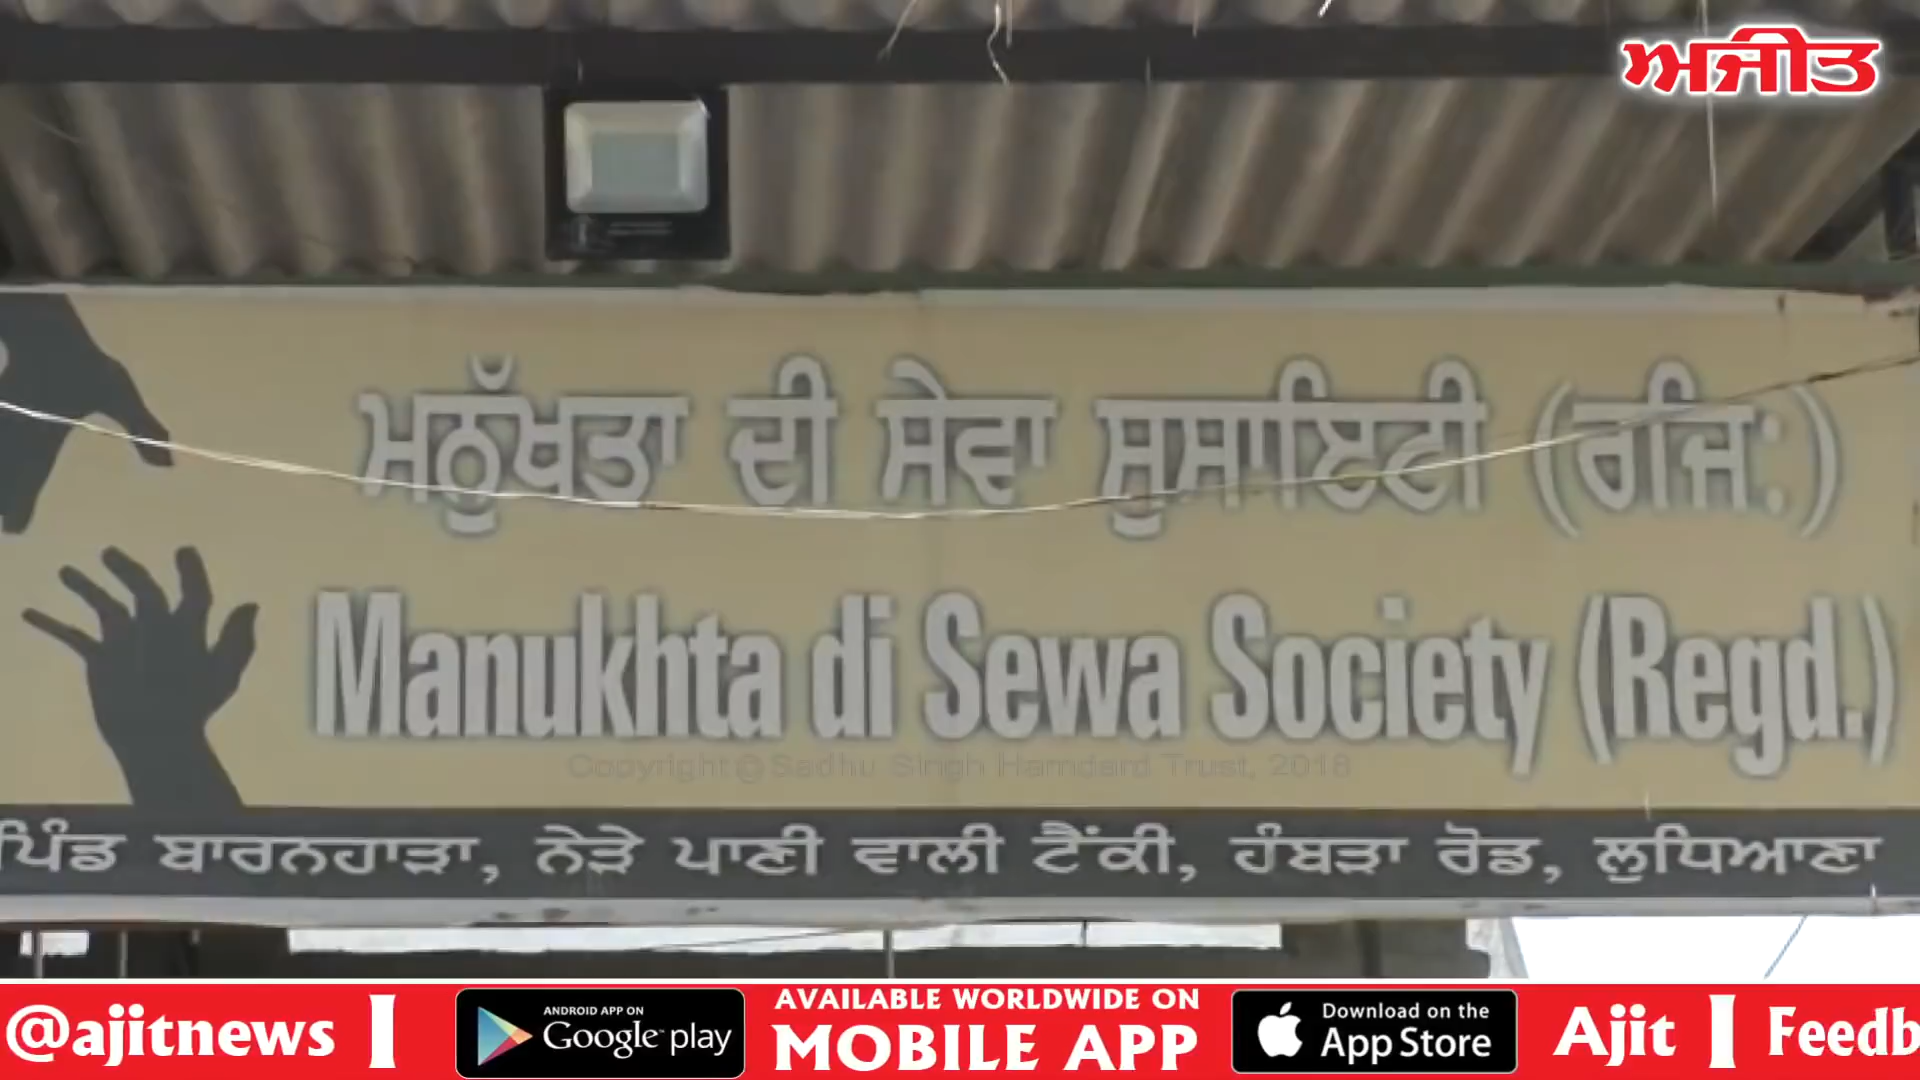 ਅਜੀਤ
ਮਨੁੱਖਤਾ ਦੀ ਸੇਵਾ ਸੁਸਾਇਟੀ (ਰਜਿ:)
Manukhta di Sewa Society (Regd.)
Copyright@Sadhu Singh Hamdard Trust, 2018
ਪਿੰਡ ਬਾਰਨਹਾੜਾ, ਨੇੜੇ ਪਾਣੀ ਵਾਲੀ ਟੈਂਕੀ, ਹੰਬੜਾ ਰੋਡ, ਲੁਧਿਆਣਾ
@ajitnews
ANDROID APP ON
Google play
AVAILABLE WORLDWIDE ON
MOBILE APP
Download on the
App Store
Ajit
Feedb